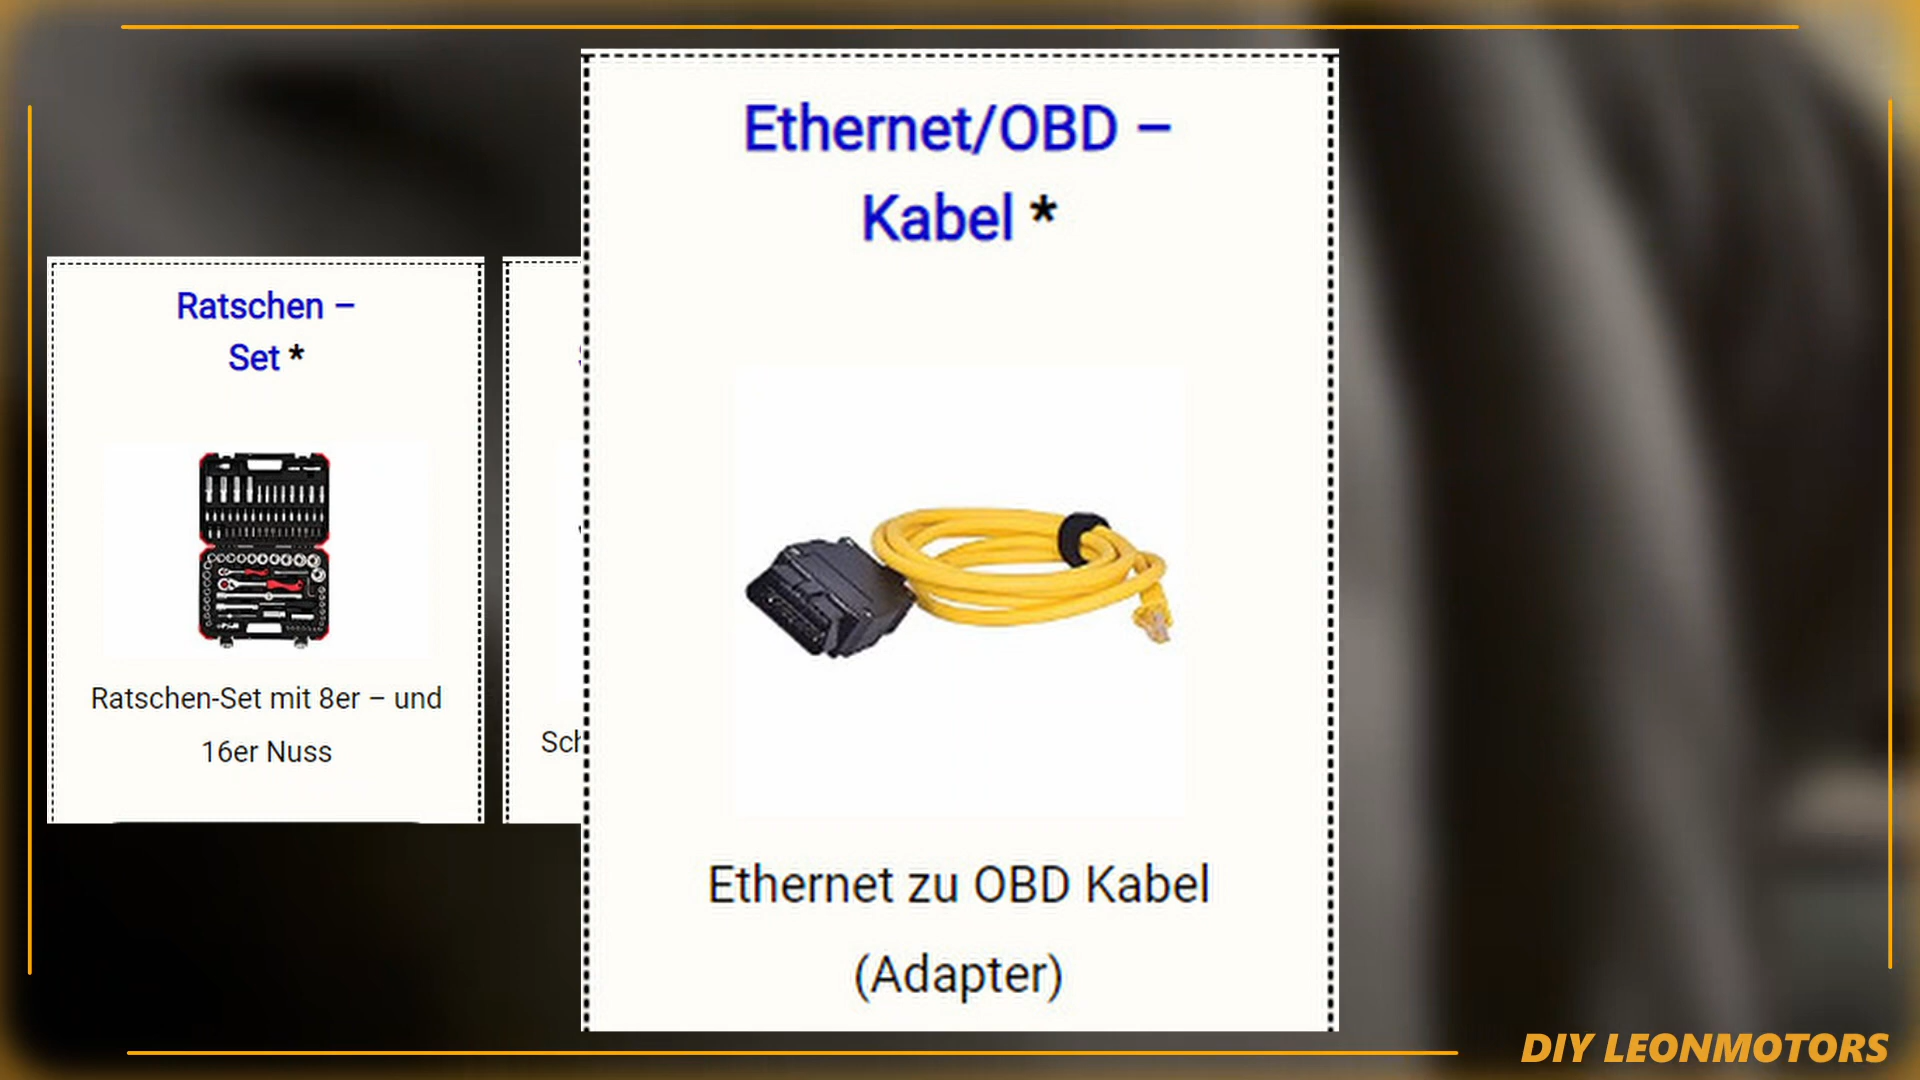 Ratschen –
Set *
Ratschen-Set mit 8er – und
16er Nuss
Ethernet/OBD –
Kabel *
Ethernet zu OBD Kabel
(Adapter)
DIY LEONMOTORS